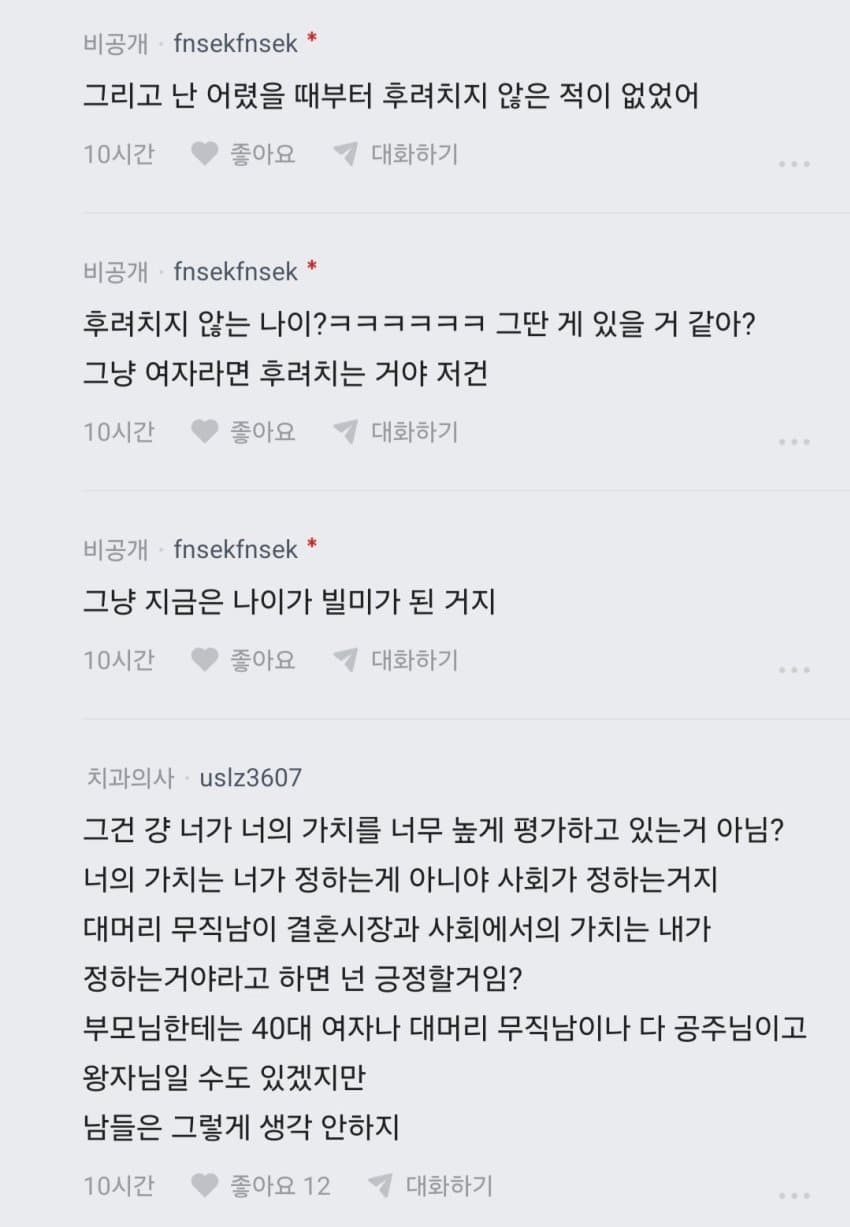 비공개 · fnsekfnsek *
그리고 난 어렸을 때부터 후려치지 않은 적이 없었어
10시간 좋아요 대화하기
비공개 · fnsekfnsek *
후려치지 않는 나이?ㅋㅋㅋㅋㅋㅋ 그딴 게 있을 거 같아?
그냥 여자라면 후려치는 거야 저건
10시간 좋아요 대화하기
비공개 · fnsekfnsek *
그냥 지금은 나이가 빌미가 된 거지
10시간 좋아요 대화하기
치과의사 · uslz3607
그건 걍 너가 너의 가치를 너무 높게 평가하고 있는거 아님?
너의 가치는 너가 정하는게 아니야 사회가 정하는거지
대머리 무직남이 결혼시장과 사회에서의 가치는 내가
정하는거야라고 하면 넌 긍정할거임?
부모님한테는 40대 여자나 대머리 무직남이나 다 공주님이고
왕자님일 수도 있겠지만
남들은 그렇게 생각 안하지
10시간 좋아요 12 대화하기